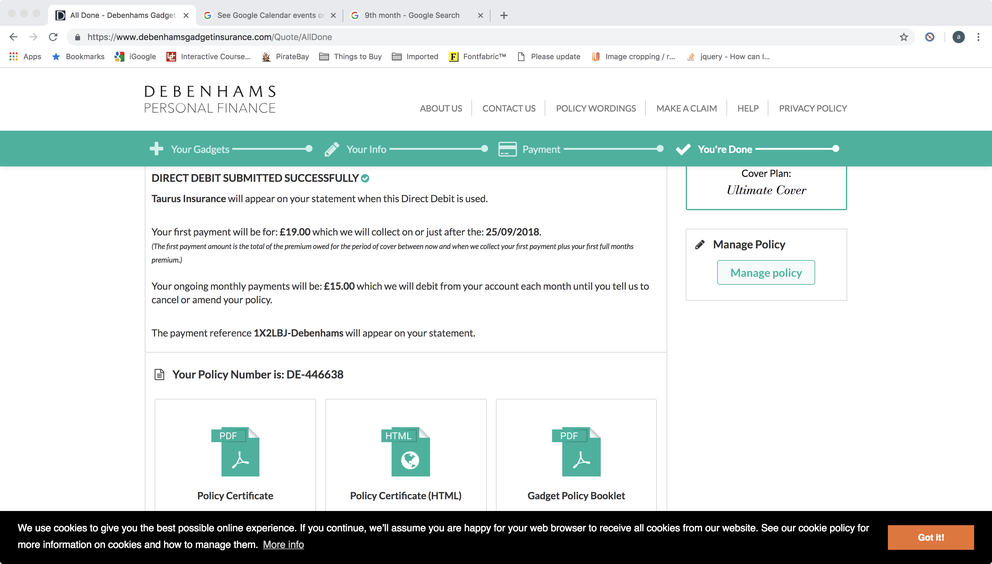 All Done - Debenhams Gadget
See Google Calendar events o
9th month - Google Search
https://www.debenhamsgadgetinsurance.com/Quote/AllDone
a
Apps
Bookmarks
iGoogle
Interactive Course...
PirateBay
Things to Buy
Imported
Fontfabric™
Please update
Image cropping / r...
jquery - How can I...
DEBENHAMS
PERSONAL FINANCE
ABOUT US
CONTACT US
POLICY WORDINGS
MAKE A CLAIM
HELP
PRIVACY POLICY
Your Gadgets
Your Info
Payment
You're Done
DIRECT DEBIT SUBMITTED SUCCESSFULLY
Taurus Insurance will appear on your statement when this Direct Debit is used.
Your first payment will be for: £19.00 which we will collect on or just after the: 25/09/2018.
(The first payment amount is the total of the premium owed for the period of cover between now and when we collect your first payment plus your first full months
premium.)
Your ongoing monthly payments will be: £15.00 which we will debit from your account each month until you tell us to
cancel or amend your policy.
The payment reference 1X2LBJ-Debenhams will appear on your statement.
Cover Plan:
Ultimate Cover
Manage Policy
Manage policy
Your Policy Number is: DE-446638
PDF
Policy Certificate
HTML
Policy Certificate (HTML)
PDF
Gadget Policy Booklet
We use cookies to give you the best possible online experience. If you continue, we'll assume you are happy for your web browser to receive all cookies from our website. See our cookie policy for
more information on cookies and how to manage them. More info
Got it!